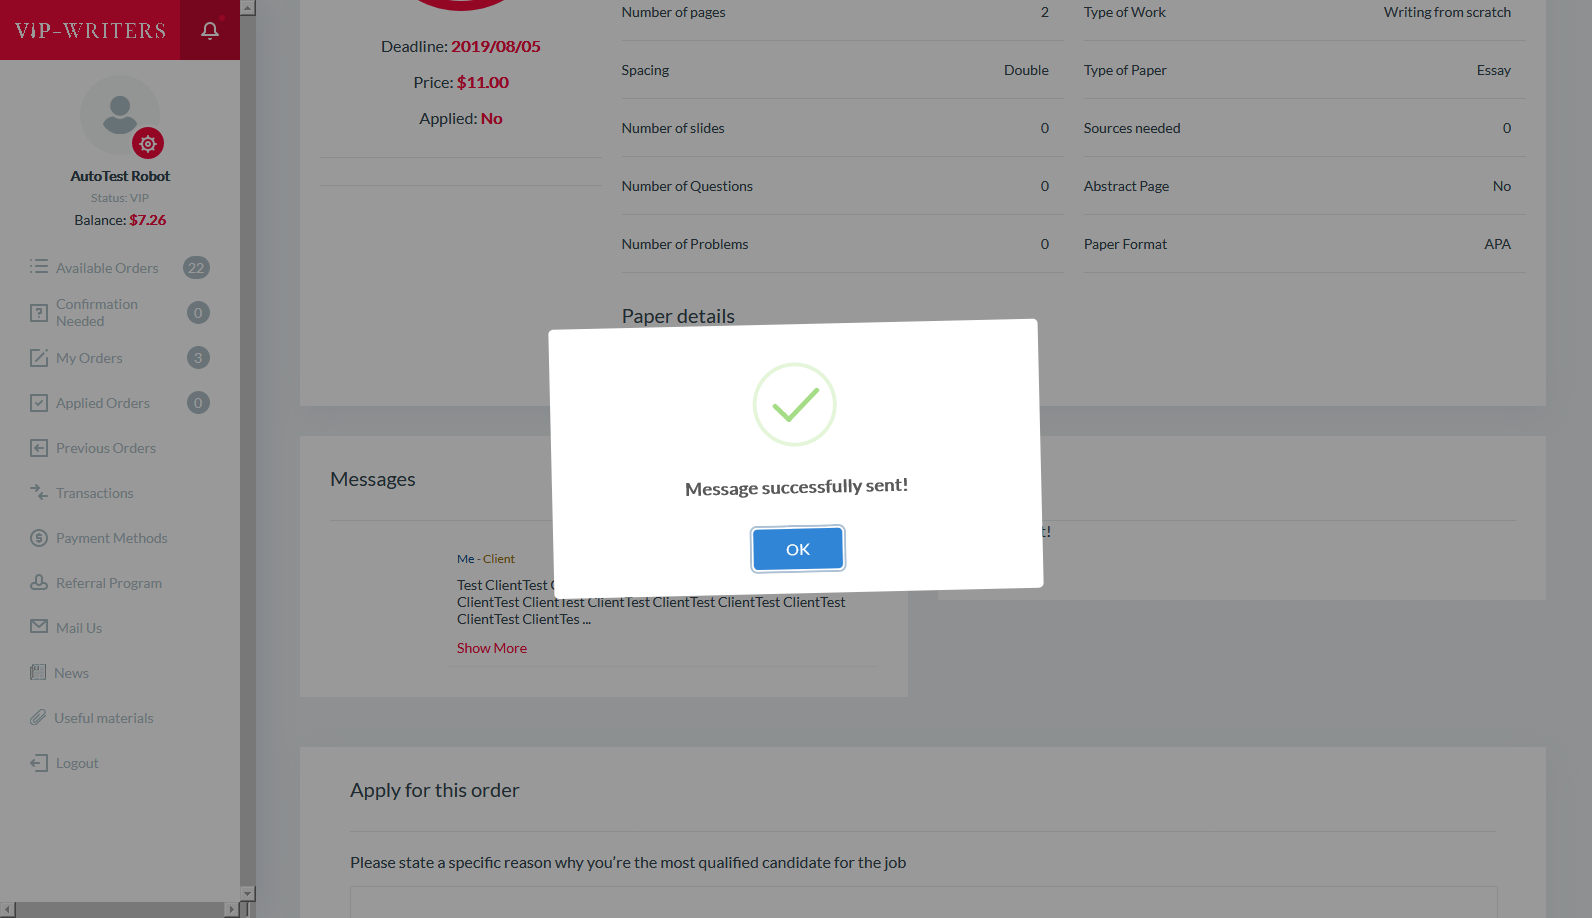 VIP-WRITERS
AutoTest Robot
Status: VIP
Balance: $7.26
Available Orders 22
Confirmation
Needed 0
My Orders 3
Applied Orders 0
Previous Orders
Transactions
Payment Methods
Referral Program
Mail Us
News
Useful materials
Logout
Deadline: 2019/08/05
Price: $11.00
Applied: No
Number of pages 2
Type of Work Writing from scratch
Spacing Double
Type of Paper Essay
Number of slides 0
Sources needed 0
Number of Questions 0
Abstract Page No
Number of Problems 0
Paper Format APA
Paper details
Message successfully sent!
OK
Messages
t!
Me - Client
Test ClientTest
ClientTest ClientTest ClientTest ClientTest ClientTest ClientTest
ClientTest ClientTes ...
Show More
Apply for this order
Please state a specific reason why you're the most qualified candidate for the job